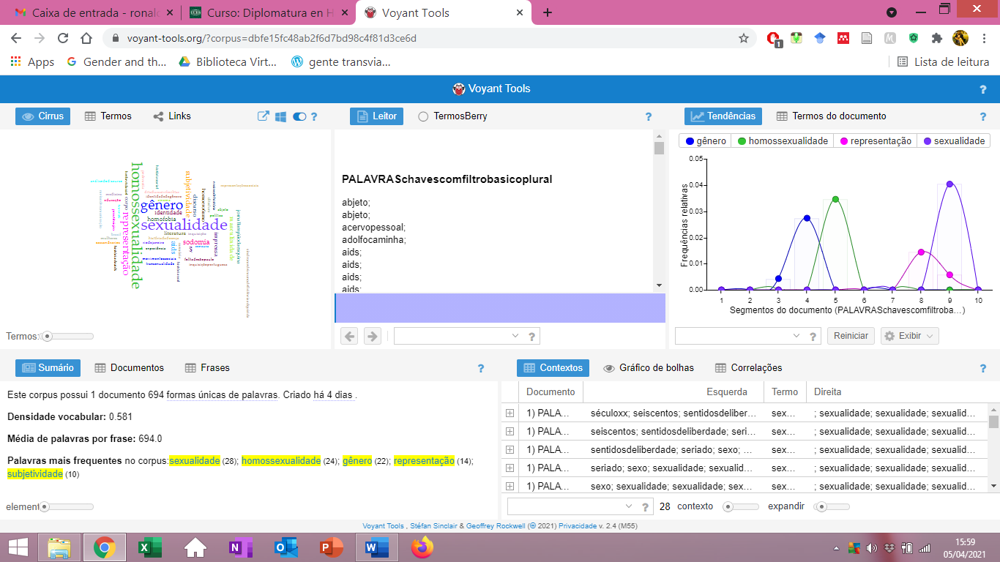 Caixa de entrada - ronal
Curso: Diplomatura en H
Voyant Tools
voyant-tools.org/?corpus=dbfe15fc48ab2f6d7bd98c4f81d3ce6d
1
Apps
Gender and th...
Biblioteca Virt...
gente transvia...
Lista de leitura
Voyant Tools
?
Cirrus
Termos
Links
?
Leitor
TermosBerry
?
Tendências
Termos do documento
?
homossexualidade
gênero
sexualidade
representação
subjetividade
identidade
homofobia
literatura
sodomia
aids
imprensa
discurso
corpo
Termos:
PALAVRASchavescomfiltrobasicoplural
abjeto;
abjeto;
acervopessoal;
adolfocaminha;
aids;
aids;
aids;
aids;
?
gênero
homossexualidade
representação
sexualidade
Frequências relativas
0.05
0.04
0.03
0.02
0.01
0.00
1 2 3 4 5 6 7 8 9 10
Segmentos do documento (PALAVRASchavescomfiltroba…)
?
Reiniciar
Exibir
Sumário
Documentos
Frases
?
Este corpus possui 1 documento 694 formas únicas de palavras. Criado há 4 dias .
Densidade vocabular: 0.581
Média de palavras por frase: 694.0
Palavras mais frequentes no corpus:sexualidade (28); homossexualidade (24); gênero (22); representação (14);
subjetividade (10)
element
Contextos
Gráfico de bolhas
Correlações
?
Documento Esquerda Termo Direita
1) PALA... séculoxx; seiscentos; sentidosdeliber... sex... ; sexualidade; sexualidade; sexualid...
1) PALA... seiscentos; sentidosdeliberdade; seri... sex... ; sexualidade; sexualidade; sexualid...
1) PALA... sentidosdeliberdade; seriado; sexo; ... sex... ; sexualidade; sexualidade; sexualid...
1) PALA... seriado; sexo; sexualidade; sexualid... sex... ; sexualidade; sexualidade; sexualid...
1) PALA... sexo; sexualidade; sexualidade; sex... sex... ; sexualidade; sexualidade; sexualid...
? 28 contexto expandir
Voyant Tools , Stéfan Sinclair & Geoffrey Rockwell (© 2021) Privacidade v. 2.4 (M55)
15:59
05/04/2021